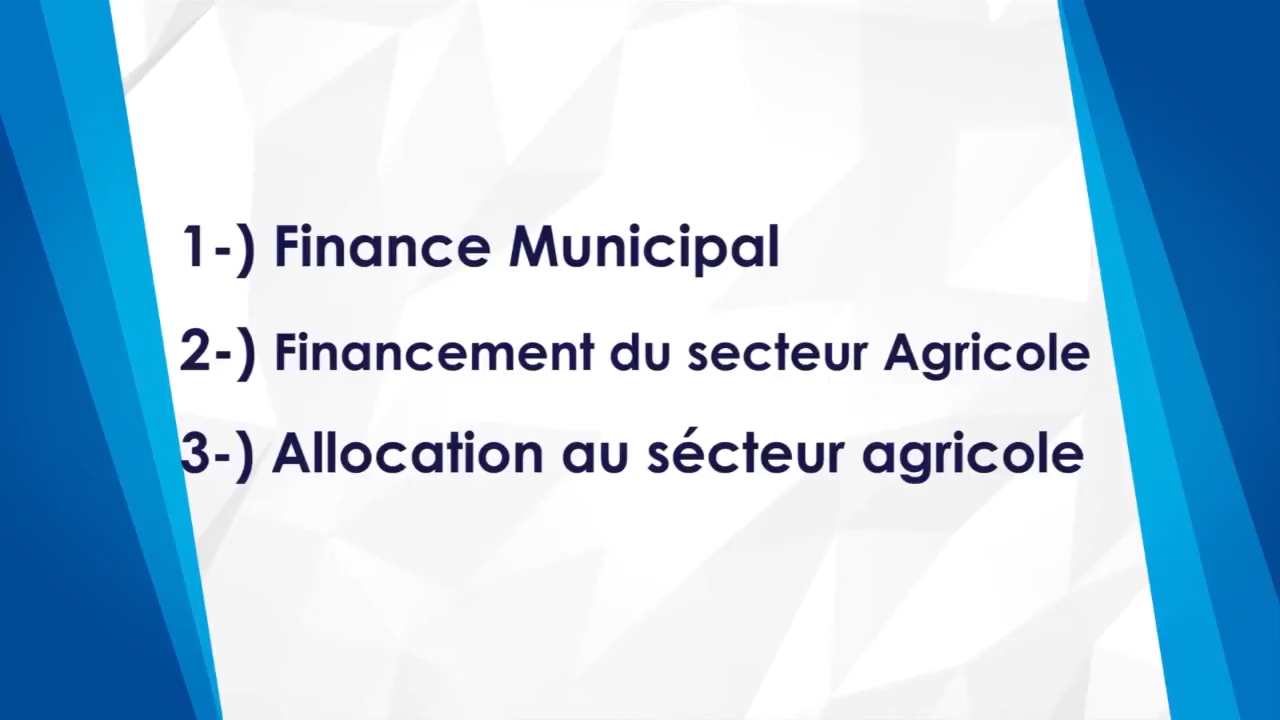 1-) Finance Municipal
2-) Financement du secteur Agricole
3-) Allocation au sécteur agricole